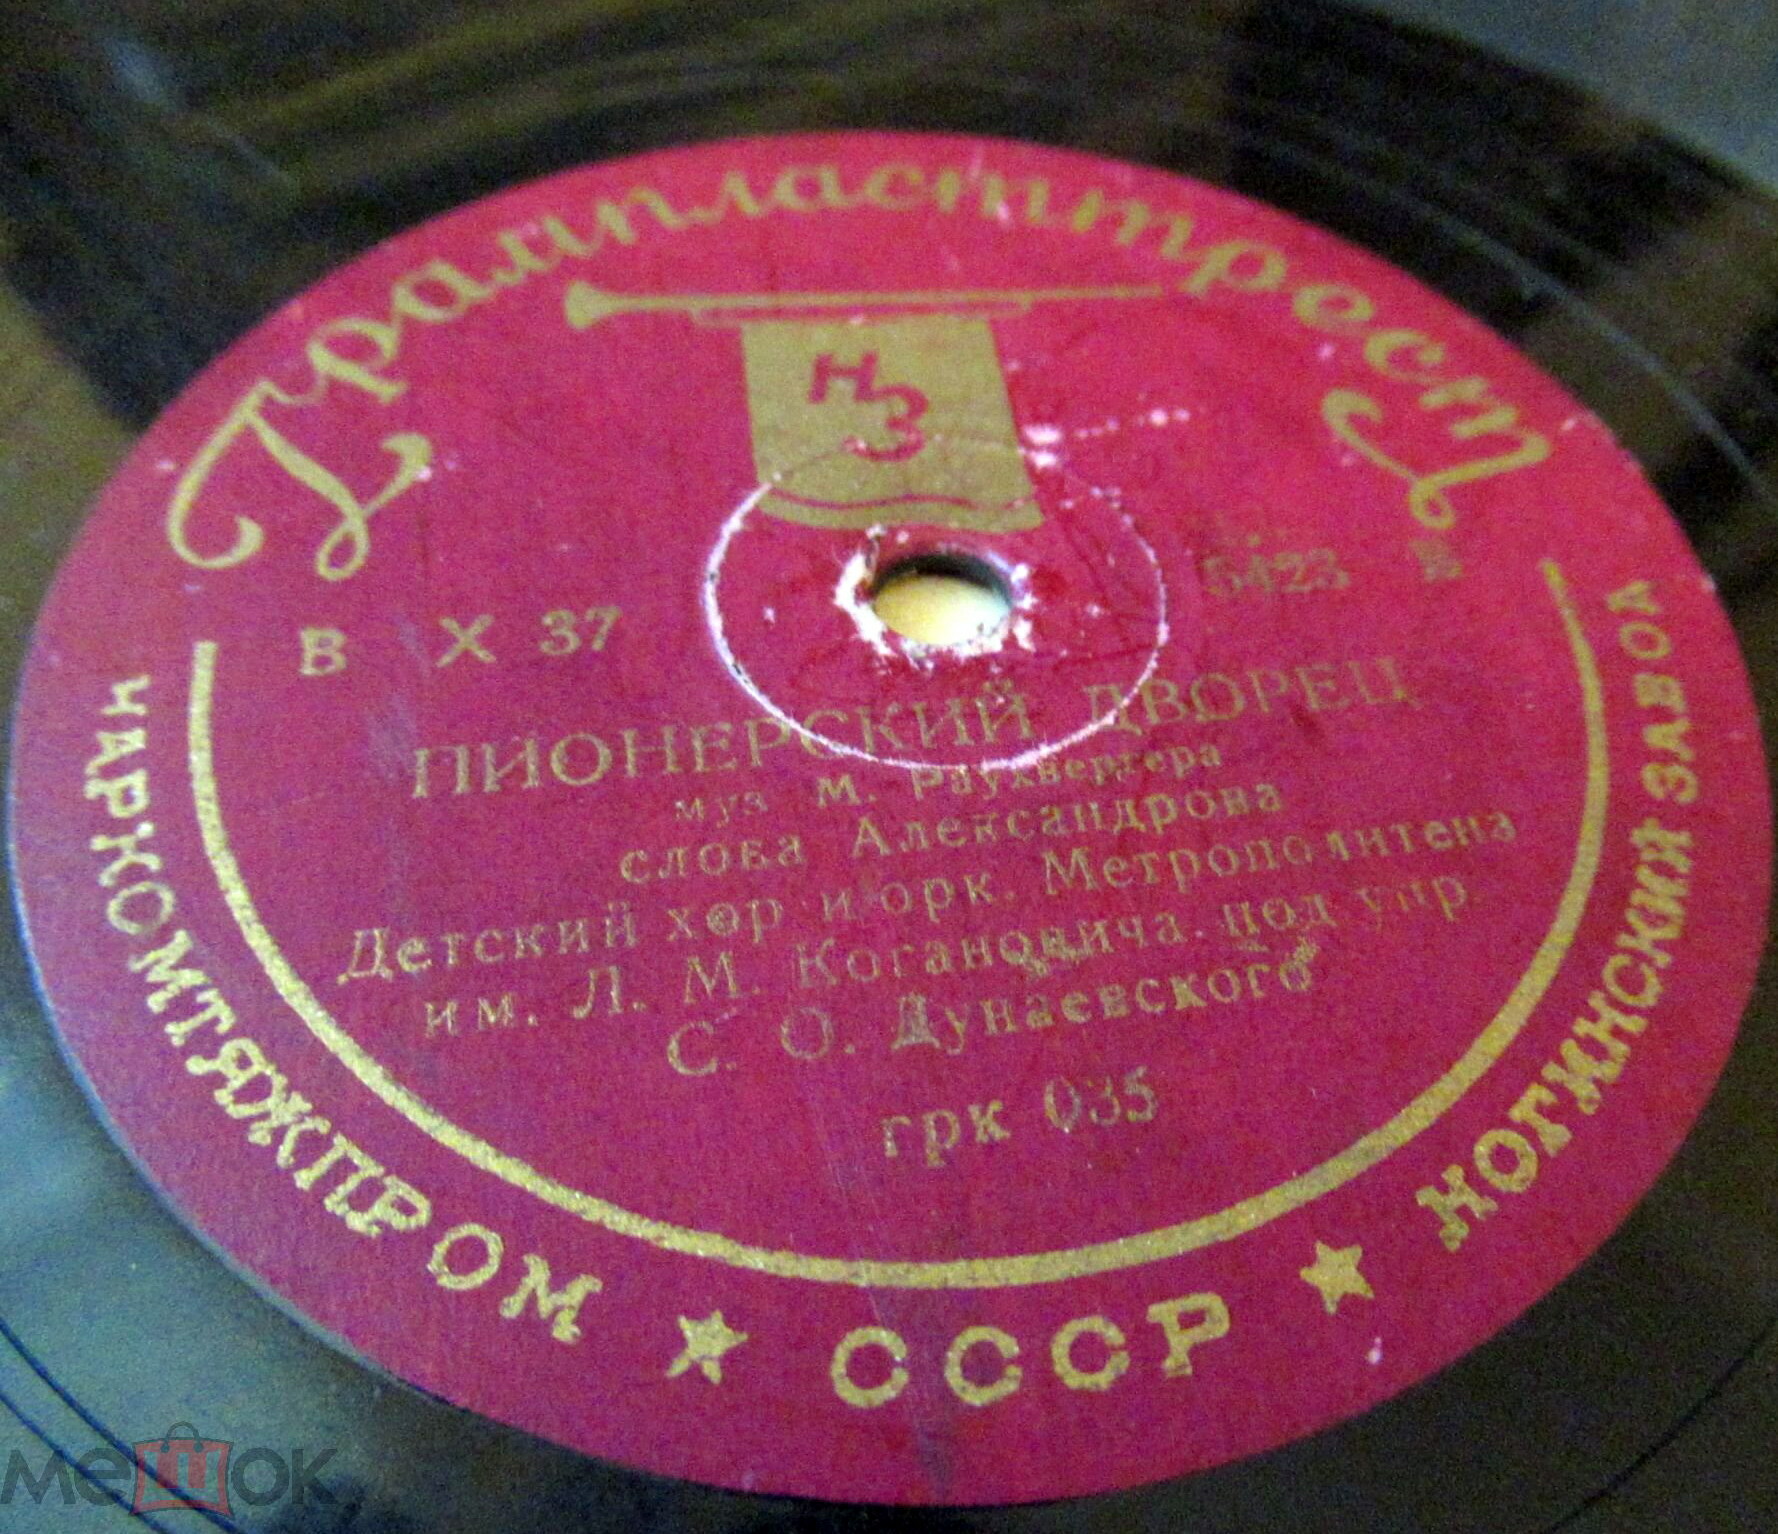 Грампласттрест
НЗ
5423
В Х 37
ПИОНЕРСКИЙ ДВОРЕЦ
муз М. Раухвергера
слова Александрова
Детский хор и орк. Метрополитена
им. Л. М. Когановича под упр.
С. О. Дунаевского
грк 035
НАРКОМТЯЖПРОМ ★ СССР ★ НОГИНСКИЙ ЗАВОД
мешок